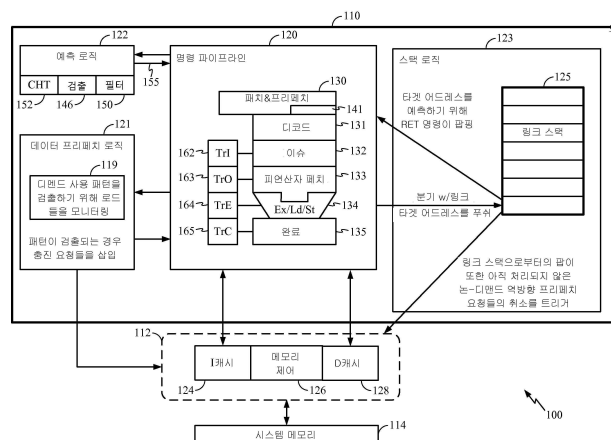 110
122
예측 로직
CHT
검출
필터
152
146
150
155
120
명령 파이프라인
130
패치&프리페치
141
디코드
131
이슈
132
피연산자 페치
133
Ex/Ld/St
134
완료
135
162
TrI
163
TrO
164
TrE
165
TrC
121
데이터 프리페치 로직
119
디멘드 사용 패턴을
검출하기 위해 로드
들을 모니터링
패턴이 검출되는 경우
충진 요청들을 삽입
123
스택 로직
125
타겟 어드레스를
예측하기 위해
RET 명령이 팝핑
링크 스택
분기 w/링크
타겟 어드레스를 푸쉬
링크 스택으로부터의 팝이
또한 아직 처리되지 않은
논-디맨드 역방향 프리페치
요청들의 취소를 트리거
112
I캐시
메모리
제어
D캐시
124
126
128
시스템 메모리
114
100